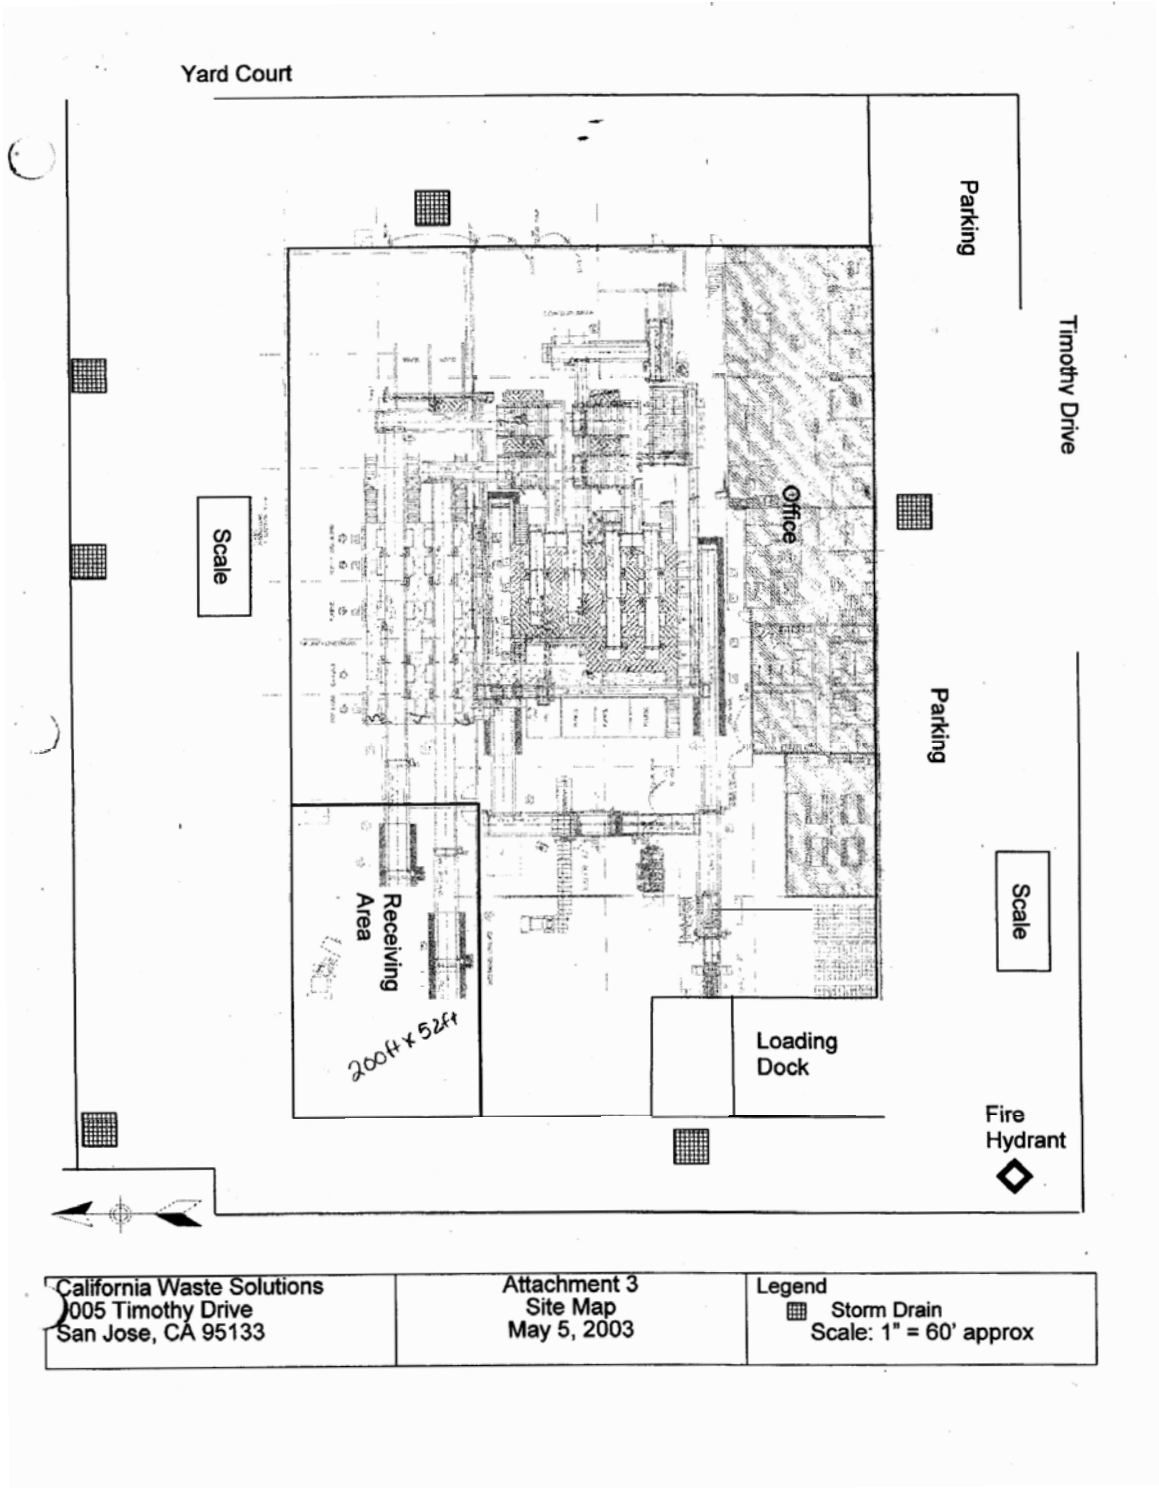 Yard Court
Parking
Timothy Drive
Office
Scale
Parking
Scale
Receiving
Area
200ft x 52ft
Loading
Dock
Fire
Hydrant
California Waste Solutions
005 Timothy Drive
San Jose, CA 95133
Attachment 3
Site Map
May 5, 2003
Legend
Storm Drain
Scale: 1" = 60' approx